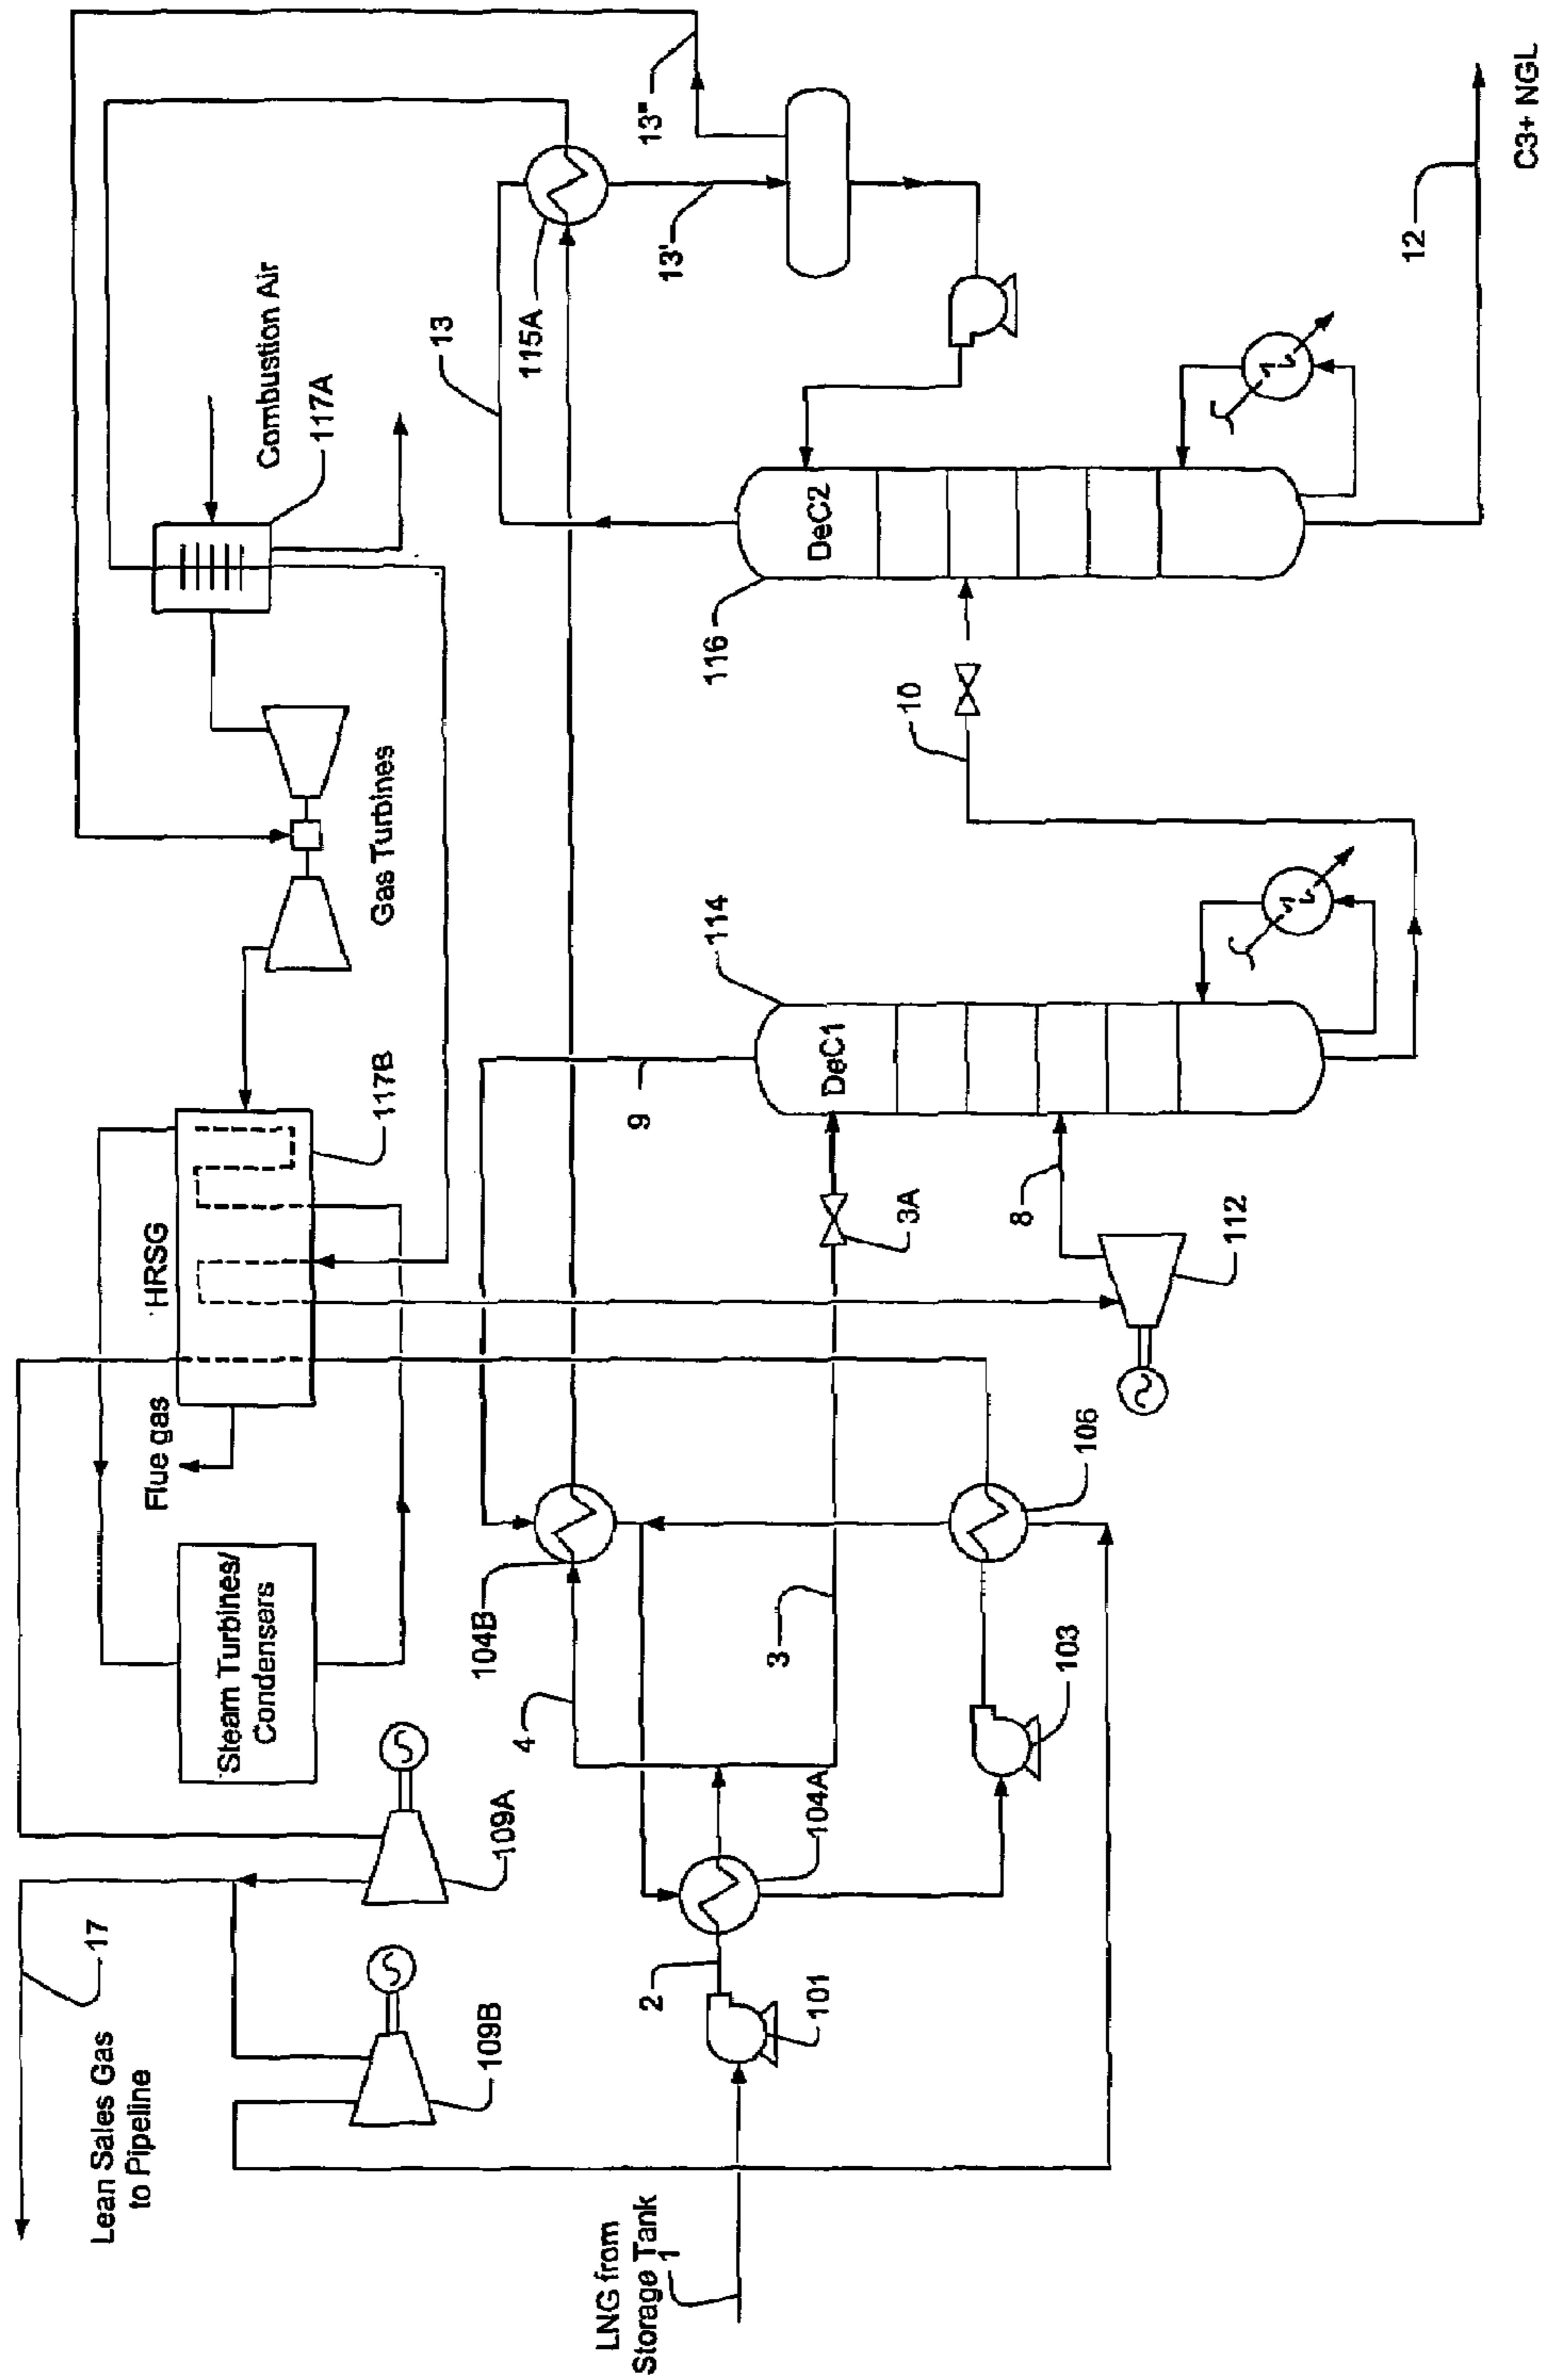 Lean Sales Gas
to Pipeline
17
109B
109A
Steam Turbines/
Condensers
Flue gas
HRSG
117B
Gas Turbines
Combustion Air
117A
LNG from
Storage Tank
1
2
101
104A
4
104B
3
103
106
9
3A
8
112
DeC1
114
10
116
DeC2
13
115A
13'
13"
12
C3+ NGL